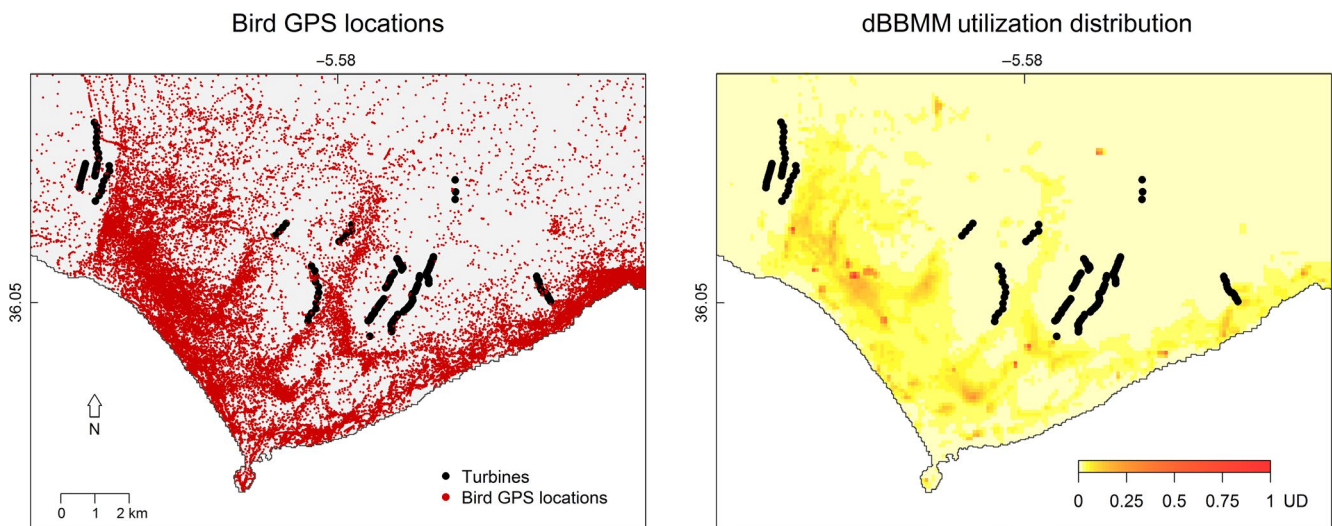 Bird GPS locations
−5.58
36.05
N
0 1 2 km
Turbines
Bird GPS locations
dBBMM utilization distribution
−5.58
36.05
0 0.25 0.5 0.75 1 UD